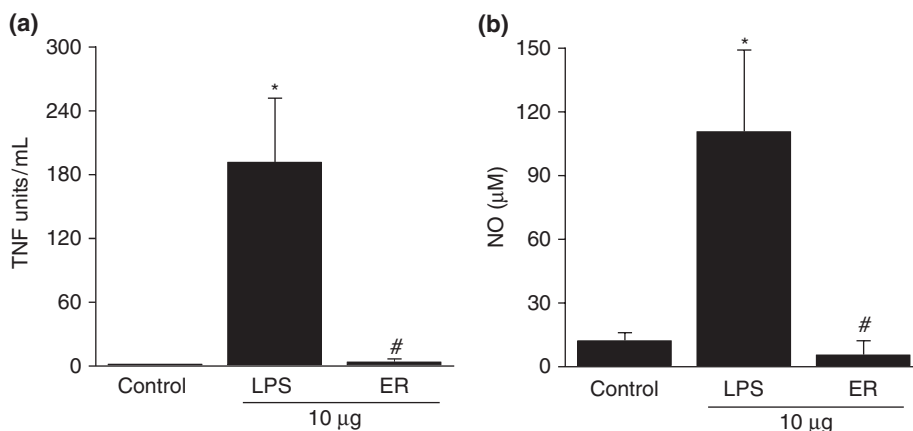 (a)
300
240
180
120
60
0
TNF units/mL
*
#
Control LPS ER
10 μg
(b)
150
120
90
60
30
0
NO (μM)
*
#
Control LPS ER
10 μg